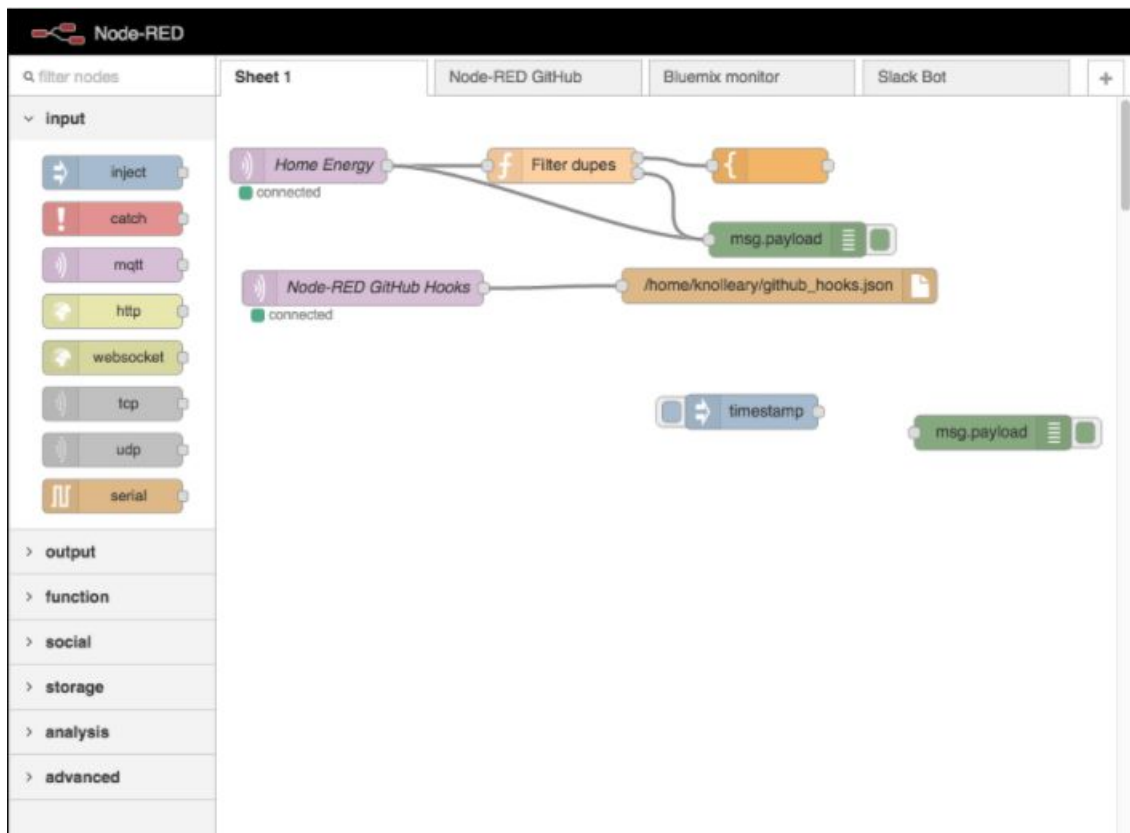 Node-RED
filter nodes
Sheet 1
Node-RED GitHub
Bluemix monitor
Slack Bot
+
input
inject
catch
mqtt
http
websocket
tcp
udp
serial
output
function
social
storage
analysis
advanced
Home Energy
connected
Filter dupes
msg.payload
Node-RED GitHub Hooks
connected
/home/knolleary/github_hooks.json
timestamp
msg.payload